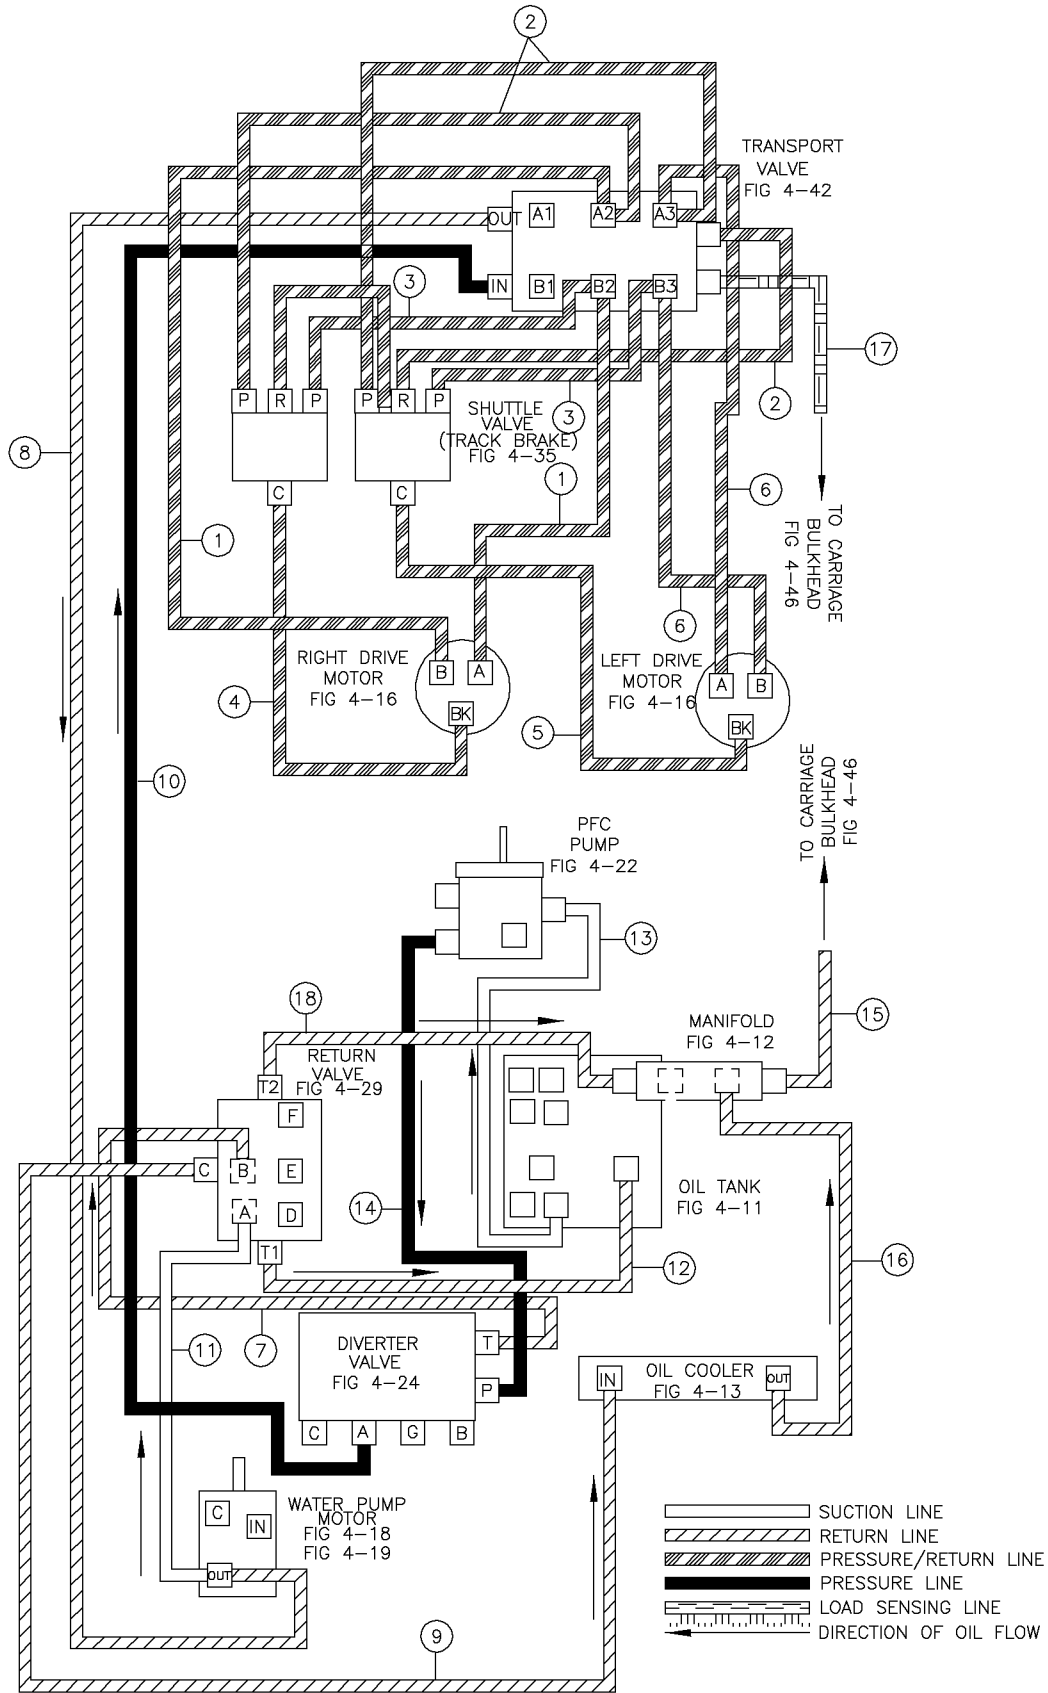 2
TRANSPORT
VALVE
FIG 4-42
OUT
A1
A2
A3
IN
B1
B2
B3
3
17
2
P
R
P
P
R
P
SHUTTLE
VALVE
(TRACK BRAKE)
FIG 4-35
3
8
C
C
1
6
1
TO CARRIAGE
BULKHEAD
FIG 4-46
6
RIGHT DRIVE
MOTOR
FIG 4-16
B
A
BK
LEFT DRIVE
MOTOR
FIG 4-16
A
B
BK
4
5
10
PFC
PUMP
FIG 4-22
TO CARRIAGE
BULKHEAD
FIG 4-46
13
18
15
MANIFOLD
FIG 4-12
RETURN
VALVE
FIG 4-29
T2
F
C
B
E
A
D
T1
14
OIL TANK
FIG 4-11
12
16
11
7
DIVERTER
VALVE
FIG 4-24
T
P
C
A
G
B
IN
OIL COOLER
FIG 4-13
OUT
WATER PUMP
MOTOR
FIG 4-18
FIG 4-19
C
IN
OUT
9
SUCTION LINE
RETURN LINE
PRESSURE/RETURN LINE
PRESSURE LINE
LOAD SENSING LINE
DIRECTION OF OIL FLOW